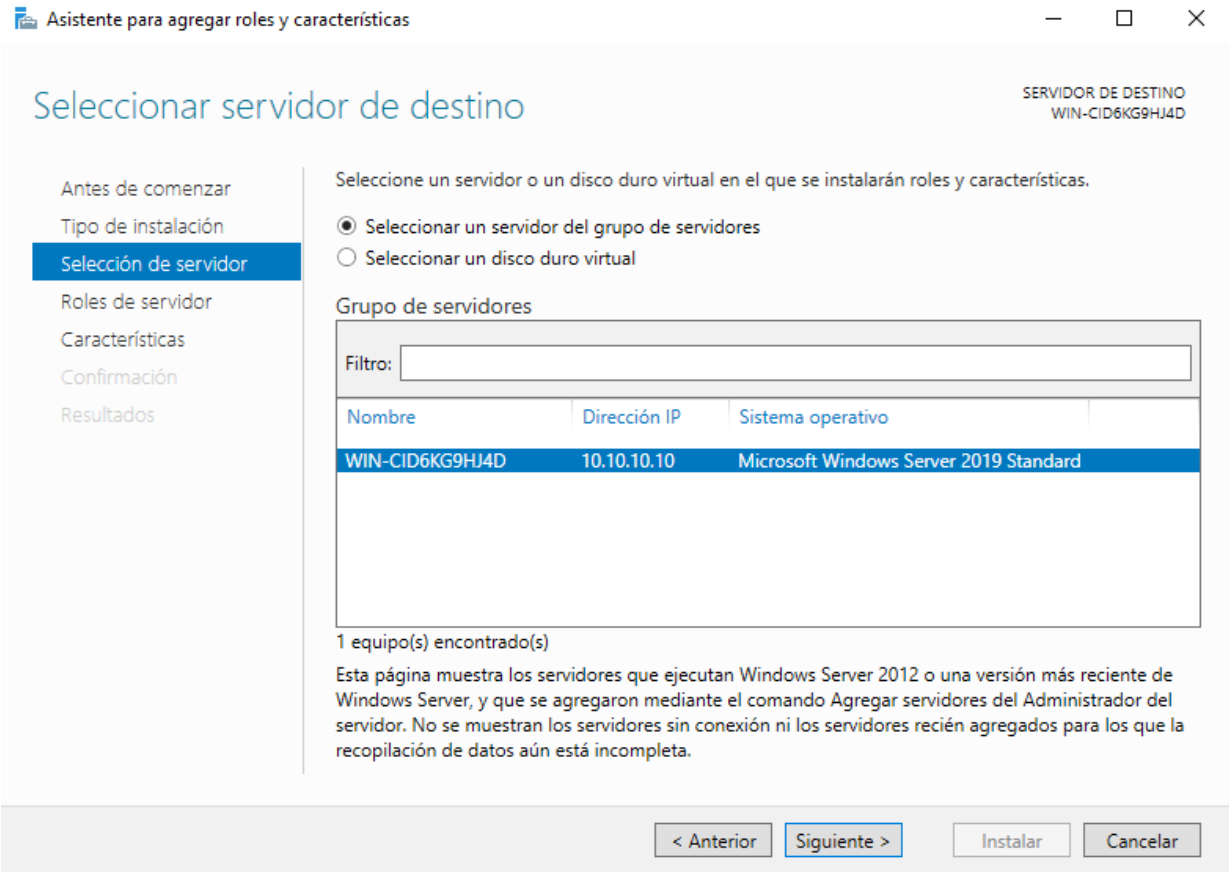 Asistente para agregar roles y características
Seleccionar servidor de destino
SERVIDOR DE DESTINO
WIN-CID6KG9HJ4D
Antes de comenzar
Tipo de instalación
Selección de servidor
Roles de servidor
Características
Confirmación
Resultados
Seleccione un servidor o un disco duro virtual en el que se instalarán roles y características.
Seleccionar un servidor del grupo de servidores
Seleccionar un disco duro virtual
Grupo de servidores
Filtro:
Nombre Dirección IP Sistema operativo
WIN-CID6KG9HJ4D 10.10.10.10 Microsoft Windows Server 2019 Standard
1 equipo(s) encontrado(s)
Esta página muestra los servidores que ejecutan Windows Server 2012 o una versión más reciente de
Windows Server, y que se agregaron mediante el comando Agregar servidores del Administrador del
servidor. No se muestran los servidores sin conexión ni los servidores recién agregados para los que la
recopilación de datos aún está incompleta.
< Anterior Siguiente > Instalar Cancelar